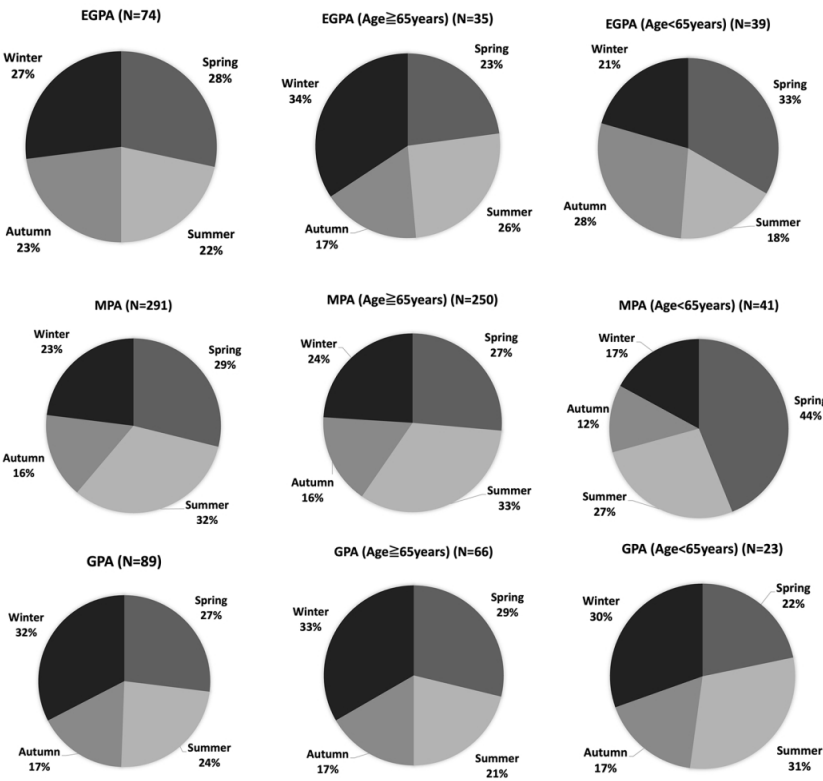 EGPA (N=74)
Winter
27%
Spring
28%
Autumn
23%
Summer
22%
EGPA (Age≧65years) (N=35)
Winter
34%
Spring
23%
Autumn
17%
Summer
26%
EGPA (Age<65years) (N=39)
Winter
21%
Spring
33%
Autumn
28%
Summer
18%
MPA (N=291)
Winter
23%
Spring
29%
Autumn
16%
Summer
32%
MPA (Age≧65years) (N=250)
Winter
24%
Spring
27%
Autumn
16%
Summer
33%
MPA (Age<65years) (N=41)
Winter
17%
Spring
44%
Autumn
12%
Summer
27%
GPA (N=89)
Winter
32%
Spring
27%
Autumn
17%
Summer
24%
GPA (Age≧65years) (N=66)
Winter
33%
Spring
29%
Autumn
17%
Summer
21%
GPA (Age<65years) (N=23)
Winter
30%
Spring
22%
Autumn
17%
Summer
31%